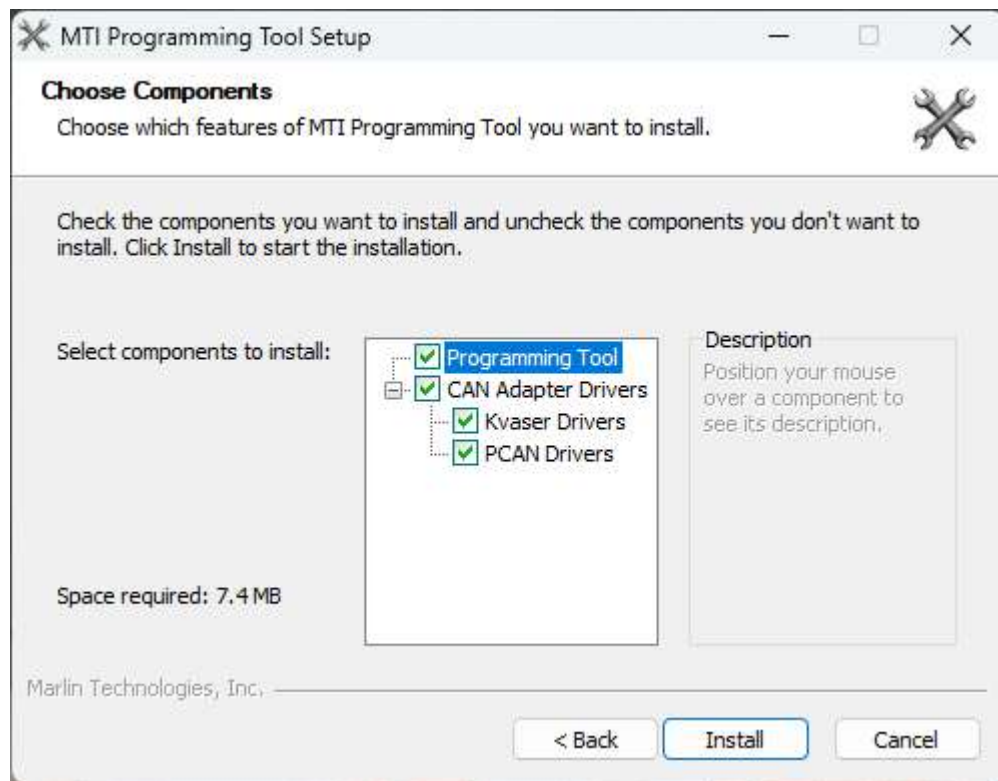 MTI Programming Tool Setup
Choose Components
Choose which features of MTI Programming Tool you want to install.
Check the components you want to install and uncheck the components you don't want to
install. Click Install to start the installation.
Select components to install:
Programming Tool
CAN Adapter Drivers
Kvaser Drivers
PCAN Drivers
Description
Position your mouse
over a component to
see its description.
Space required: 7.4 MB
Marlin Technologies, Inc.
< Back
Install
Cancel